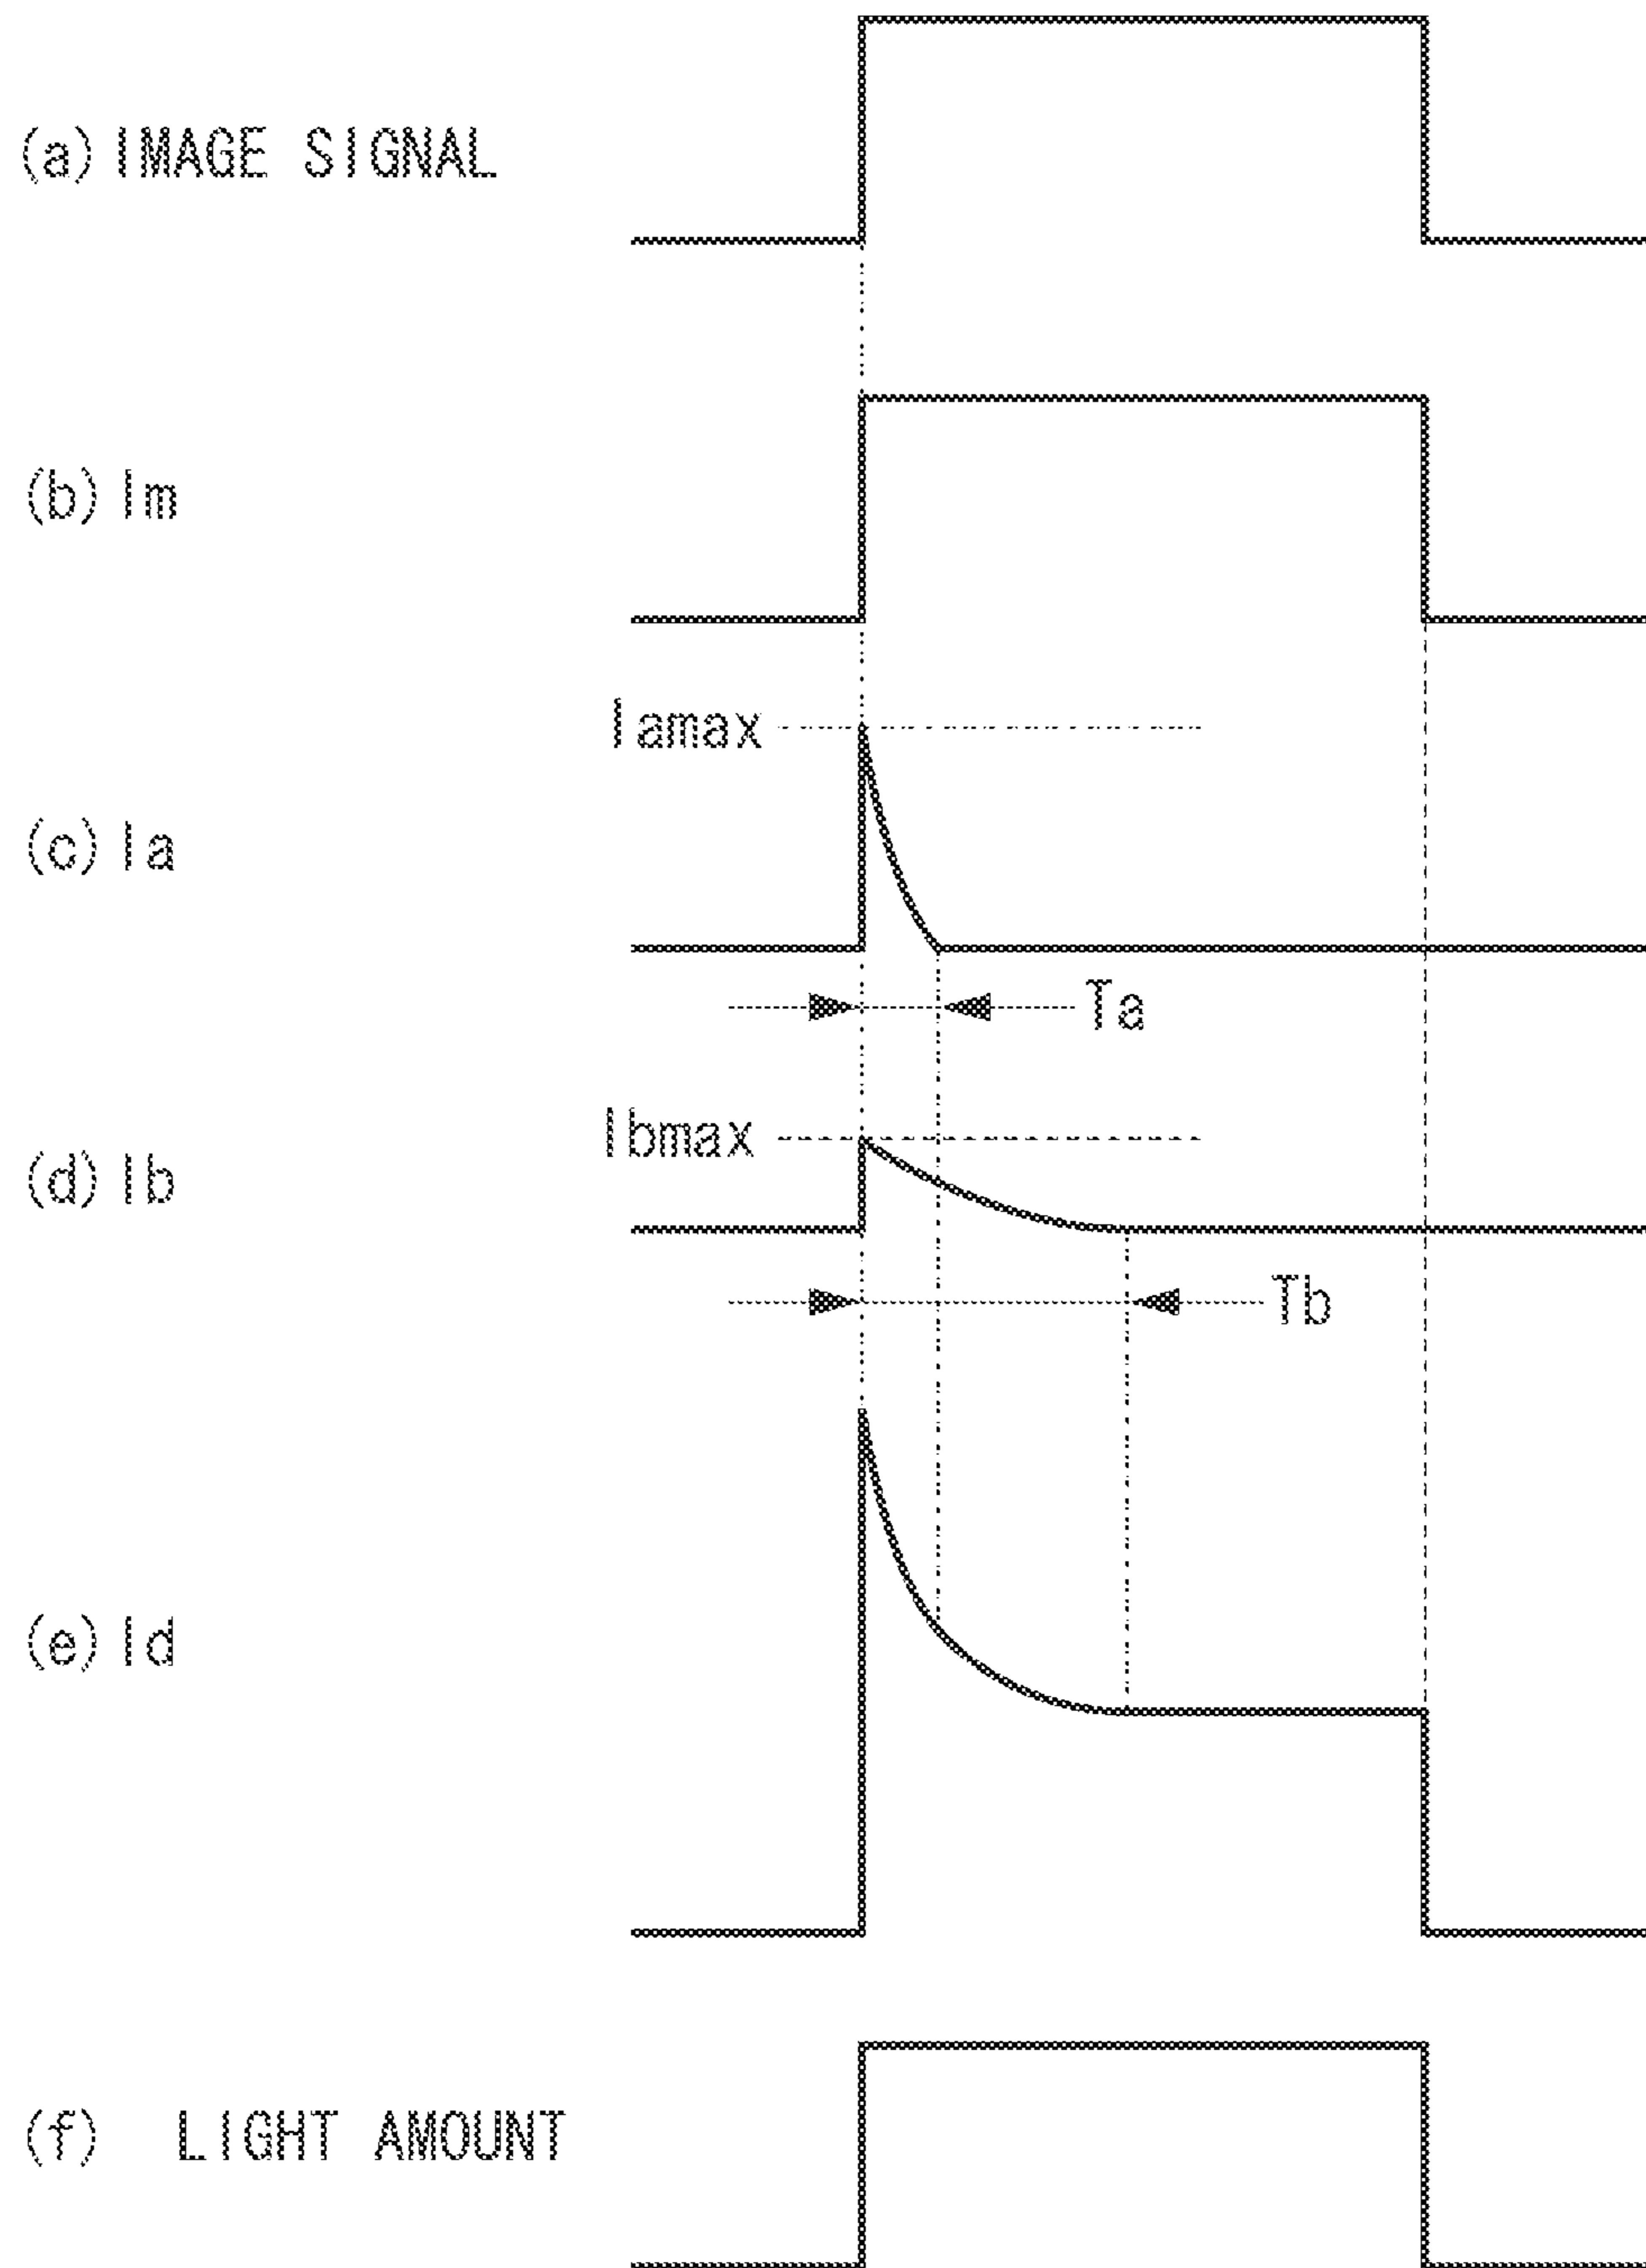 (a) IMAGE SIGNAL
(b) Im
Iamax
(c) Ia
Ta
Ibmax
(d) Ib
Tb
(e) Id
(f) LIGHT AMOUNT